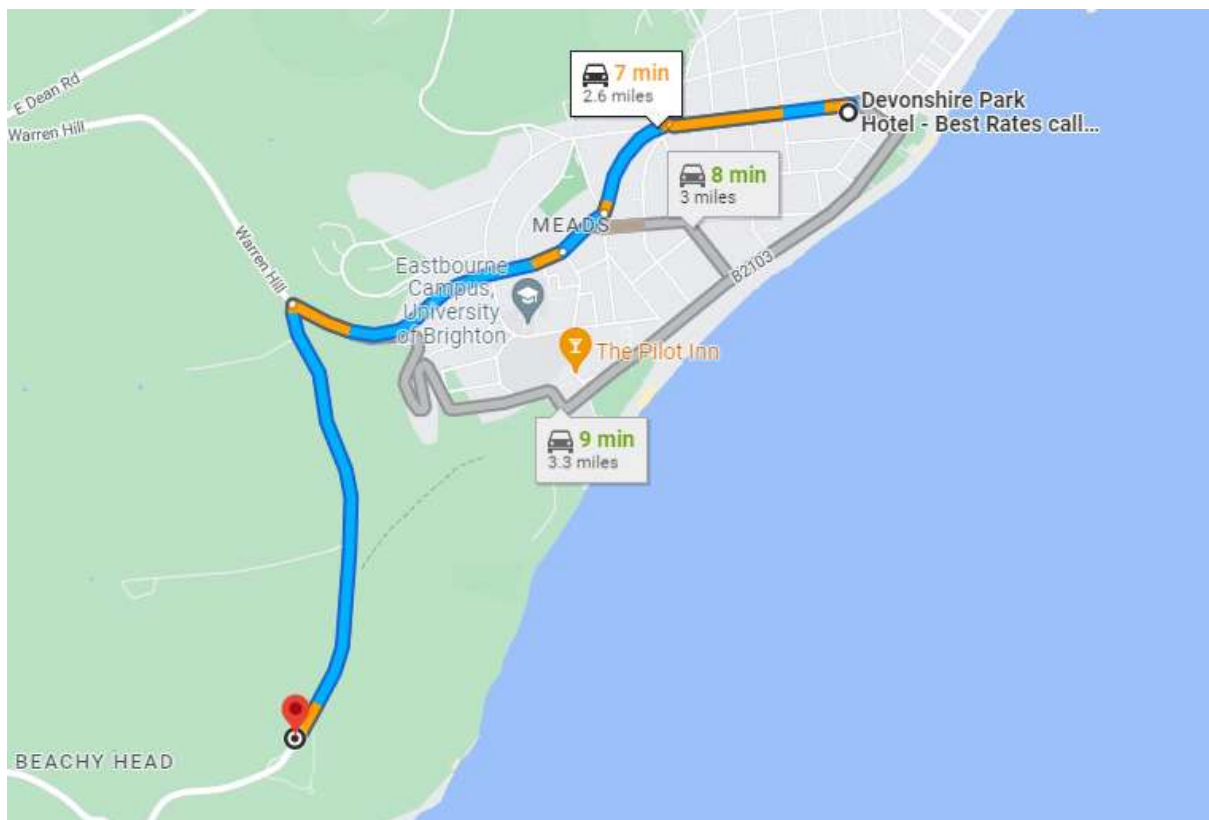 E Dean Rd
Warren Hill
7 min
2.6 miles
Devonshire Park
Hotel - Best Rates call...
8 min
3 miles
MEADS
Warren Hill
B2103
Eastbourne
Campus,
University
of Brighton
The Pilot Inn
9 min
3.3 miles
BEACHY HEAD